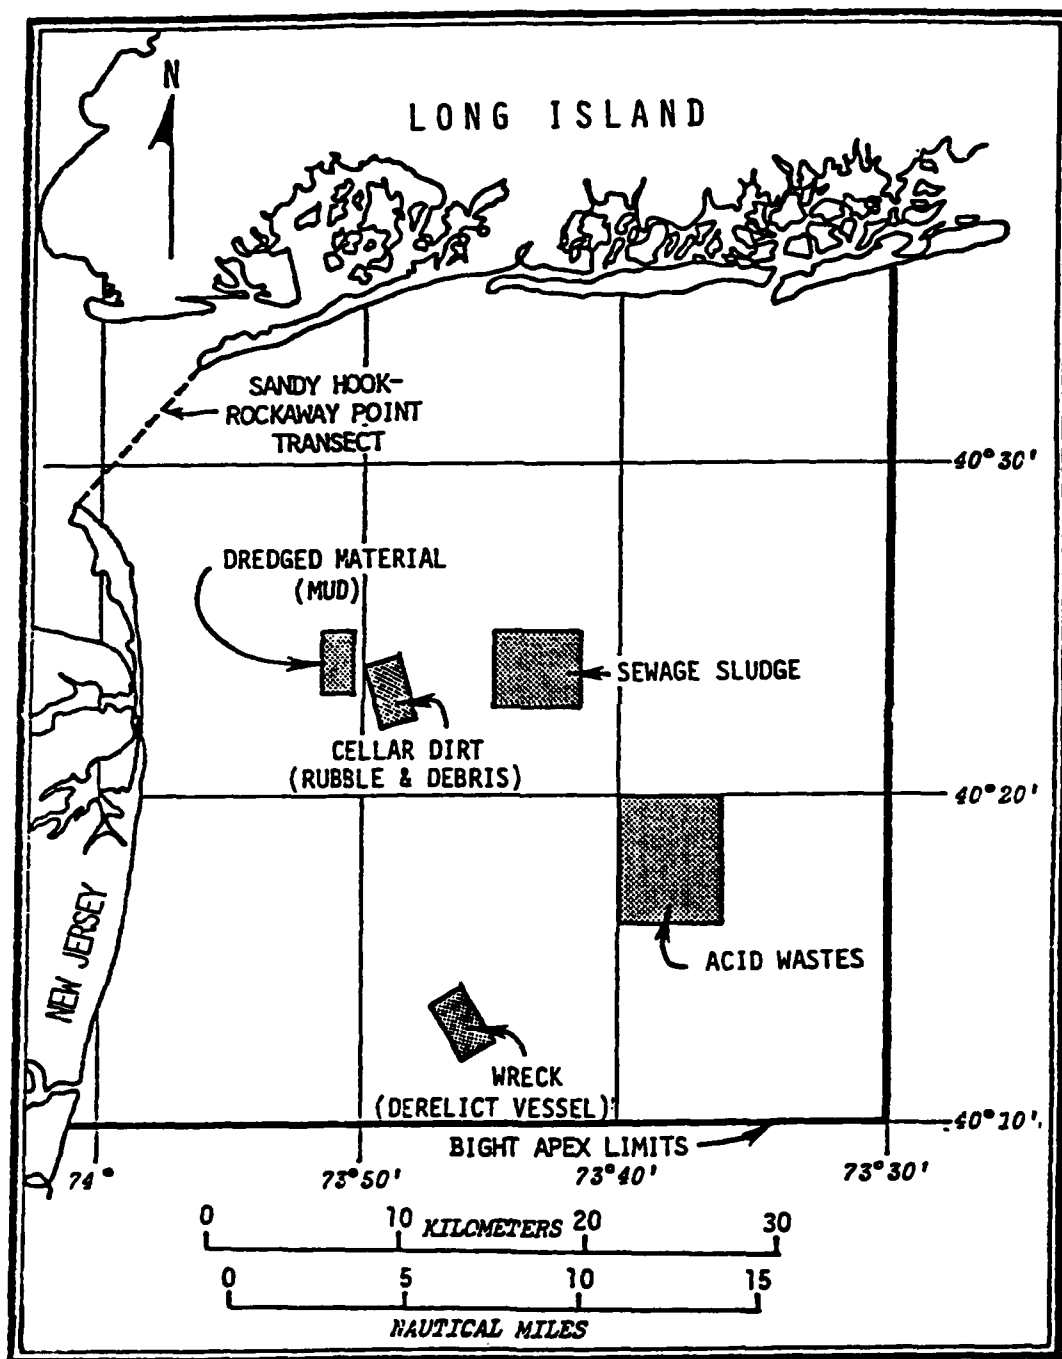 N
LONG ISLAND
SANDY HOOK-
ROCKAWAY POINT
TRANSECT
40°30'
DREDGED MATERIAL
(MUD)
SEWAGE SLUDGE
CELLAR DIRT
(RUBBLE & DEBRIS)
40°20'
NEW JERSEY
ACID WASTES
WRECK
(DERELICT VESSEL)
40°10'
BIGHT APEX LIMITS
74° 73°50' 73°40' 73°30'
0 10 KILOMETERS 20 30
0 5 10 15
NAUTICAL MILES